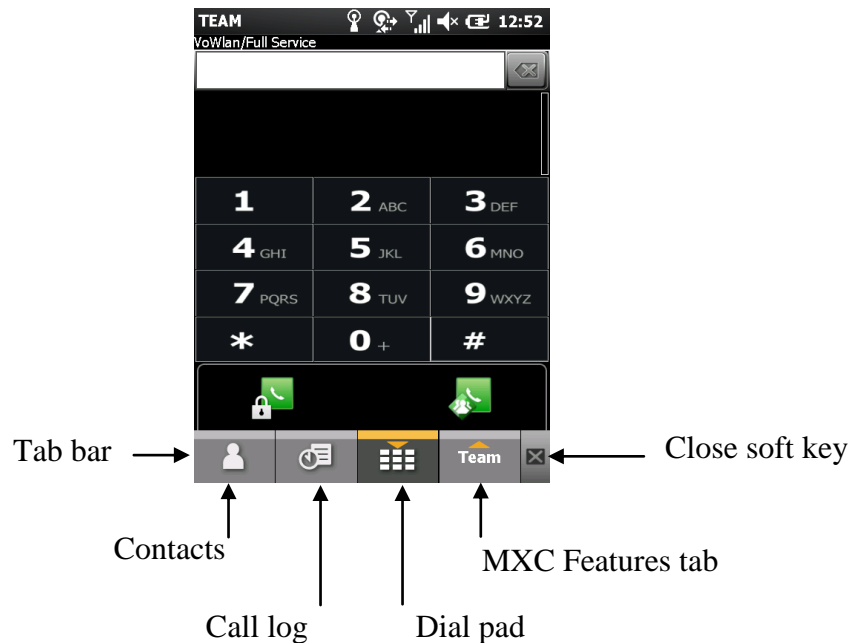 TEAM 12:52
VoWlan/Full Service
1 2 ABC 3 DEF
4 GHI 5 JKL 6 MNO
7 PQRS 8 TUV 9 WXYZ
* 0 + #
Tab bar Team Close soft key
Contacts MXC Features tab
Call log Dial pad